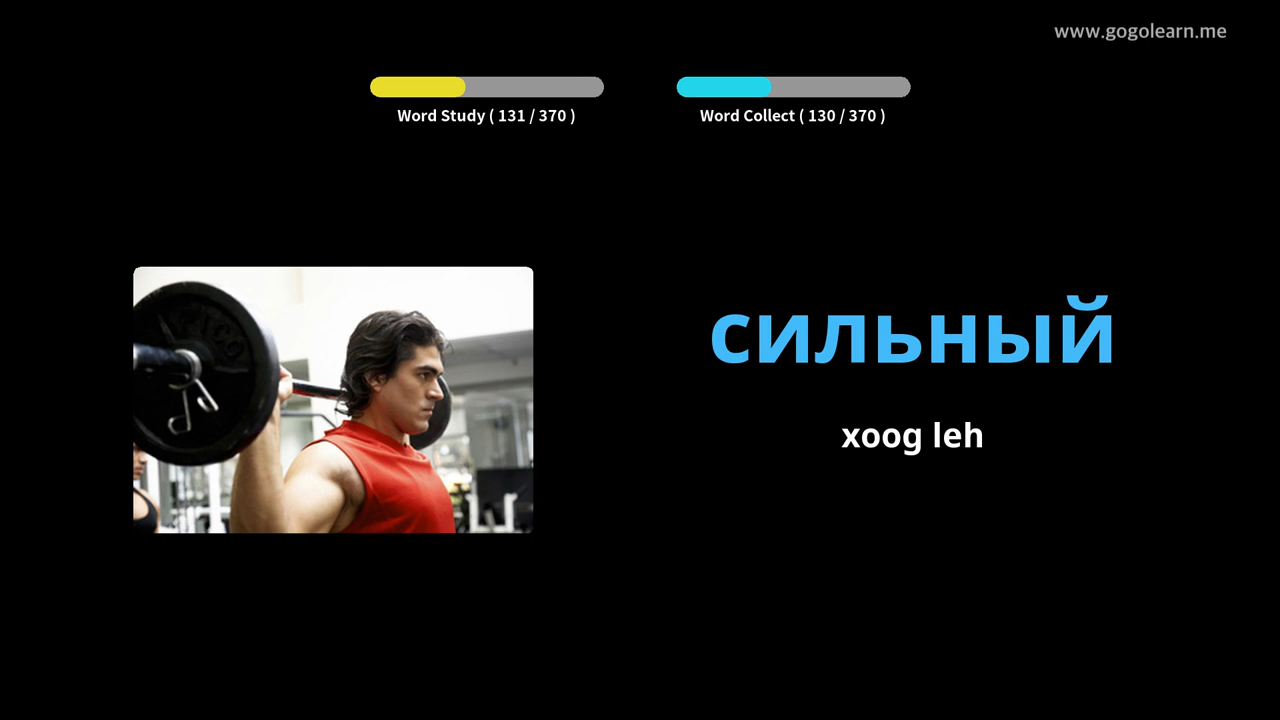 www.gogolearn.me
Word Study ( 131 / 370 )
Word Collect ( 130 / 370 )
сильный
xoog leh